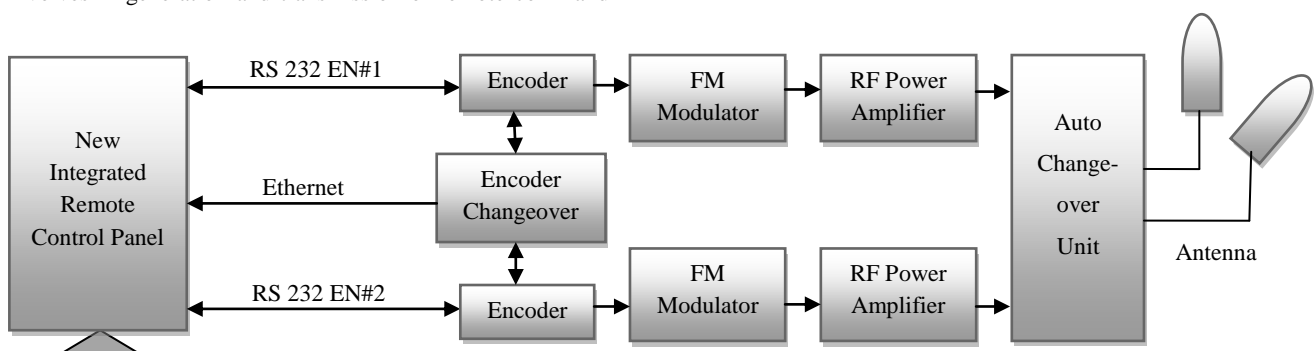 RS 232 EN#1
Encoder
FM
Modulator
RF Power
Amplifier
New
Integrated
Remote
Control Panel
Ethernet
Encoder
Changeover
Auto
Change-
over
Unit
Antenna
RS 232 EN#2
Encoder
FM
Modulator
RF Power
Amplifier